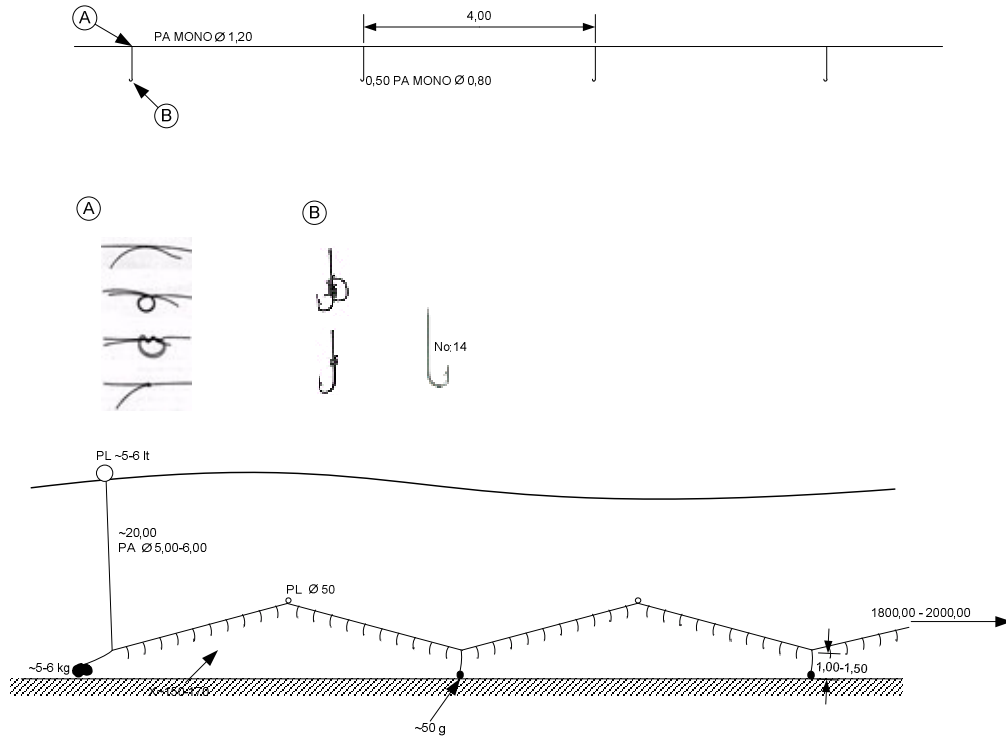 A
4,00
PA MONO Ø 1,20
0,50 PA MONO Ø 0,80
B
A
B
No:14
PL ~5-6 lt
~20,00
PA Ø 5,00-6,00
PL Ø 50
1800,00 - 2000,00
~5-6 kg
1,00-1,50
X~150-170
~50 g